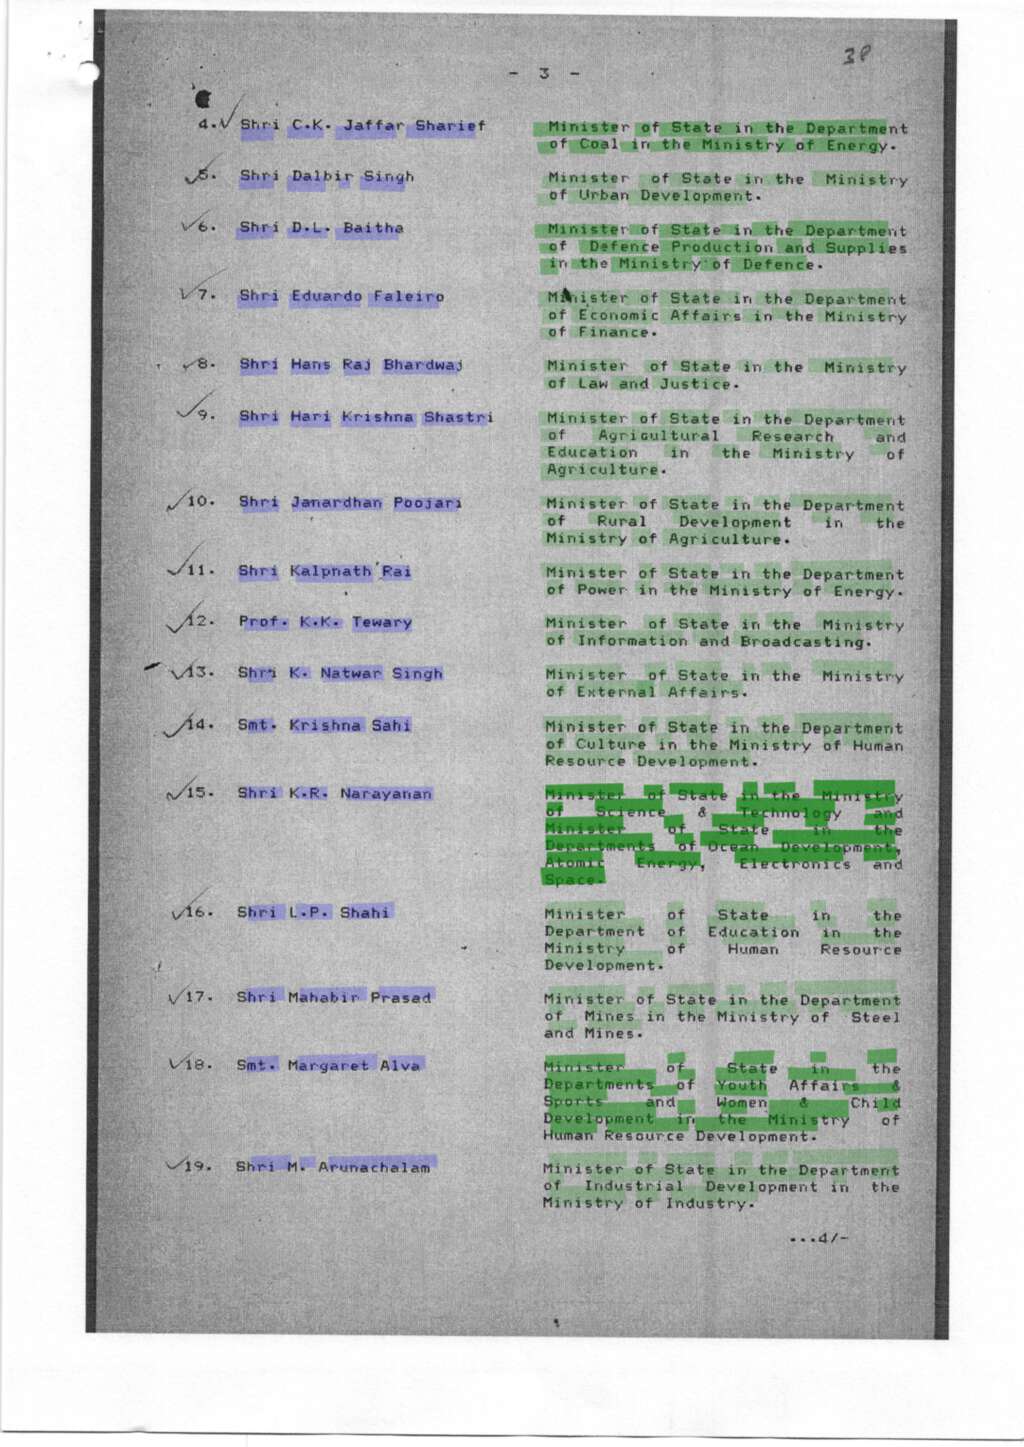 38
- 3 -
4. Shri C.K. Jaffar Sharief Minister of State in the Department
of Coal in the Ministry of Energy.
5. Shri Dalbir Singh Minister of State in the Ministry
of Urban Development.
6. Shri D.L. Baitha Minister of State in the Department
of Defence Production and Supplies
in the Ministry of Defence.
7. Shri Eduardo Faleiro Minister of State in the Department
of Economic Affairs in the Ministry
of Finance.
8. Shri Hans Raj Bhardwaj Minister of State in the Ministry
of Law and Justice.
9. Shri Hari Krishna Shastri Minister of State in the Department
of Agricultural Research and
Education in the Ministry of
Agriculture.
10. Shri Janardhan Poojari Minister of State in the Department
of Rural Development in the
Ministry of Agriculture.
11. Shri Kalpnath Rai Minister of State in the Department
of Power in the Ministry of Energy.
12. Prof. K.K. Tewary Minister of State in the Ministry
of Information and Broadcasting.
13. Shri K. Natwar Singh Minister of State in the Ministry
of External Affairs.
14. Smt. Krishna Sahi Minister of State in the Department
of Culture in the Ministry of Human
Resource Development.
15. Shri K.R. Narayanan Minister of State in the Ministry
of Science & Technology and
Minister of State in the
Departments of Ocean Development,
Atomic Energy, Electronics and
Space.
16. Shri L.P. Shahi Minister of State in the
Department of Education in the
Ministry of Human Resource
Development.
17. Shri Mahabir Prasad Minister of State in the Department
of Mines in the Ministry of Steel
and Mines.
18. Smt. Margaret Alva Minister of State in the
Departments of Youth Affairs &
Sports and Women & Child
Development in the Ministry of
Human Resource Development.
19. Shri M. Arunachalam Minister of State in the Department
of Industrial Development in the
Ministry of Industry.
...4/-